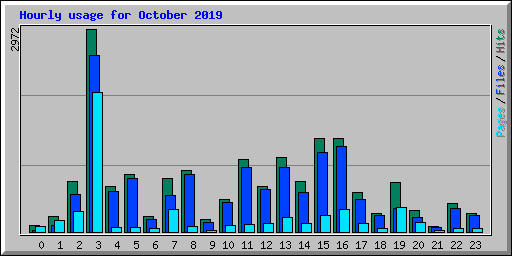 Hourly usage for October 2019
2972
Pages / Files / Hits
0 1 2 3 4 5 6 7 8 9 10 11 12 13 14 15 16 17 18 19 20 21 22 23